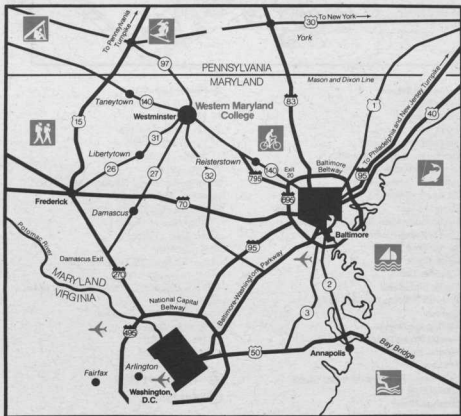 To Pennsylvania
Turnpike
To New York
30
York
97
PENNSYLVANIA
MARYLAND
Mason and Dixon Line
83
1
To Philadelphia and New Jersey Turnpike
40
Taneytown
140
15
Western Maryland
College
Westminster
31
Libertytown
26
27
Reisterstown
32
140
795
Exit
20
Baltimore
Beltway
95
695
Frederick
70
Damascus
Baltimore
Potomac River
Damascus Exit
270
95
Baltimore-Washington Parkway
MARYLAND
VIRGINIA
National Capital
Beltway
495
2
3
50
Annapolis
Bay Bridge
Arlington
Fairfax
Washington,
D.C.